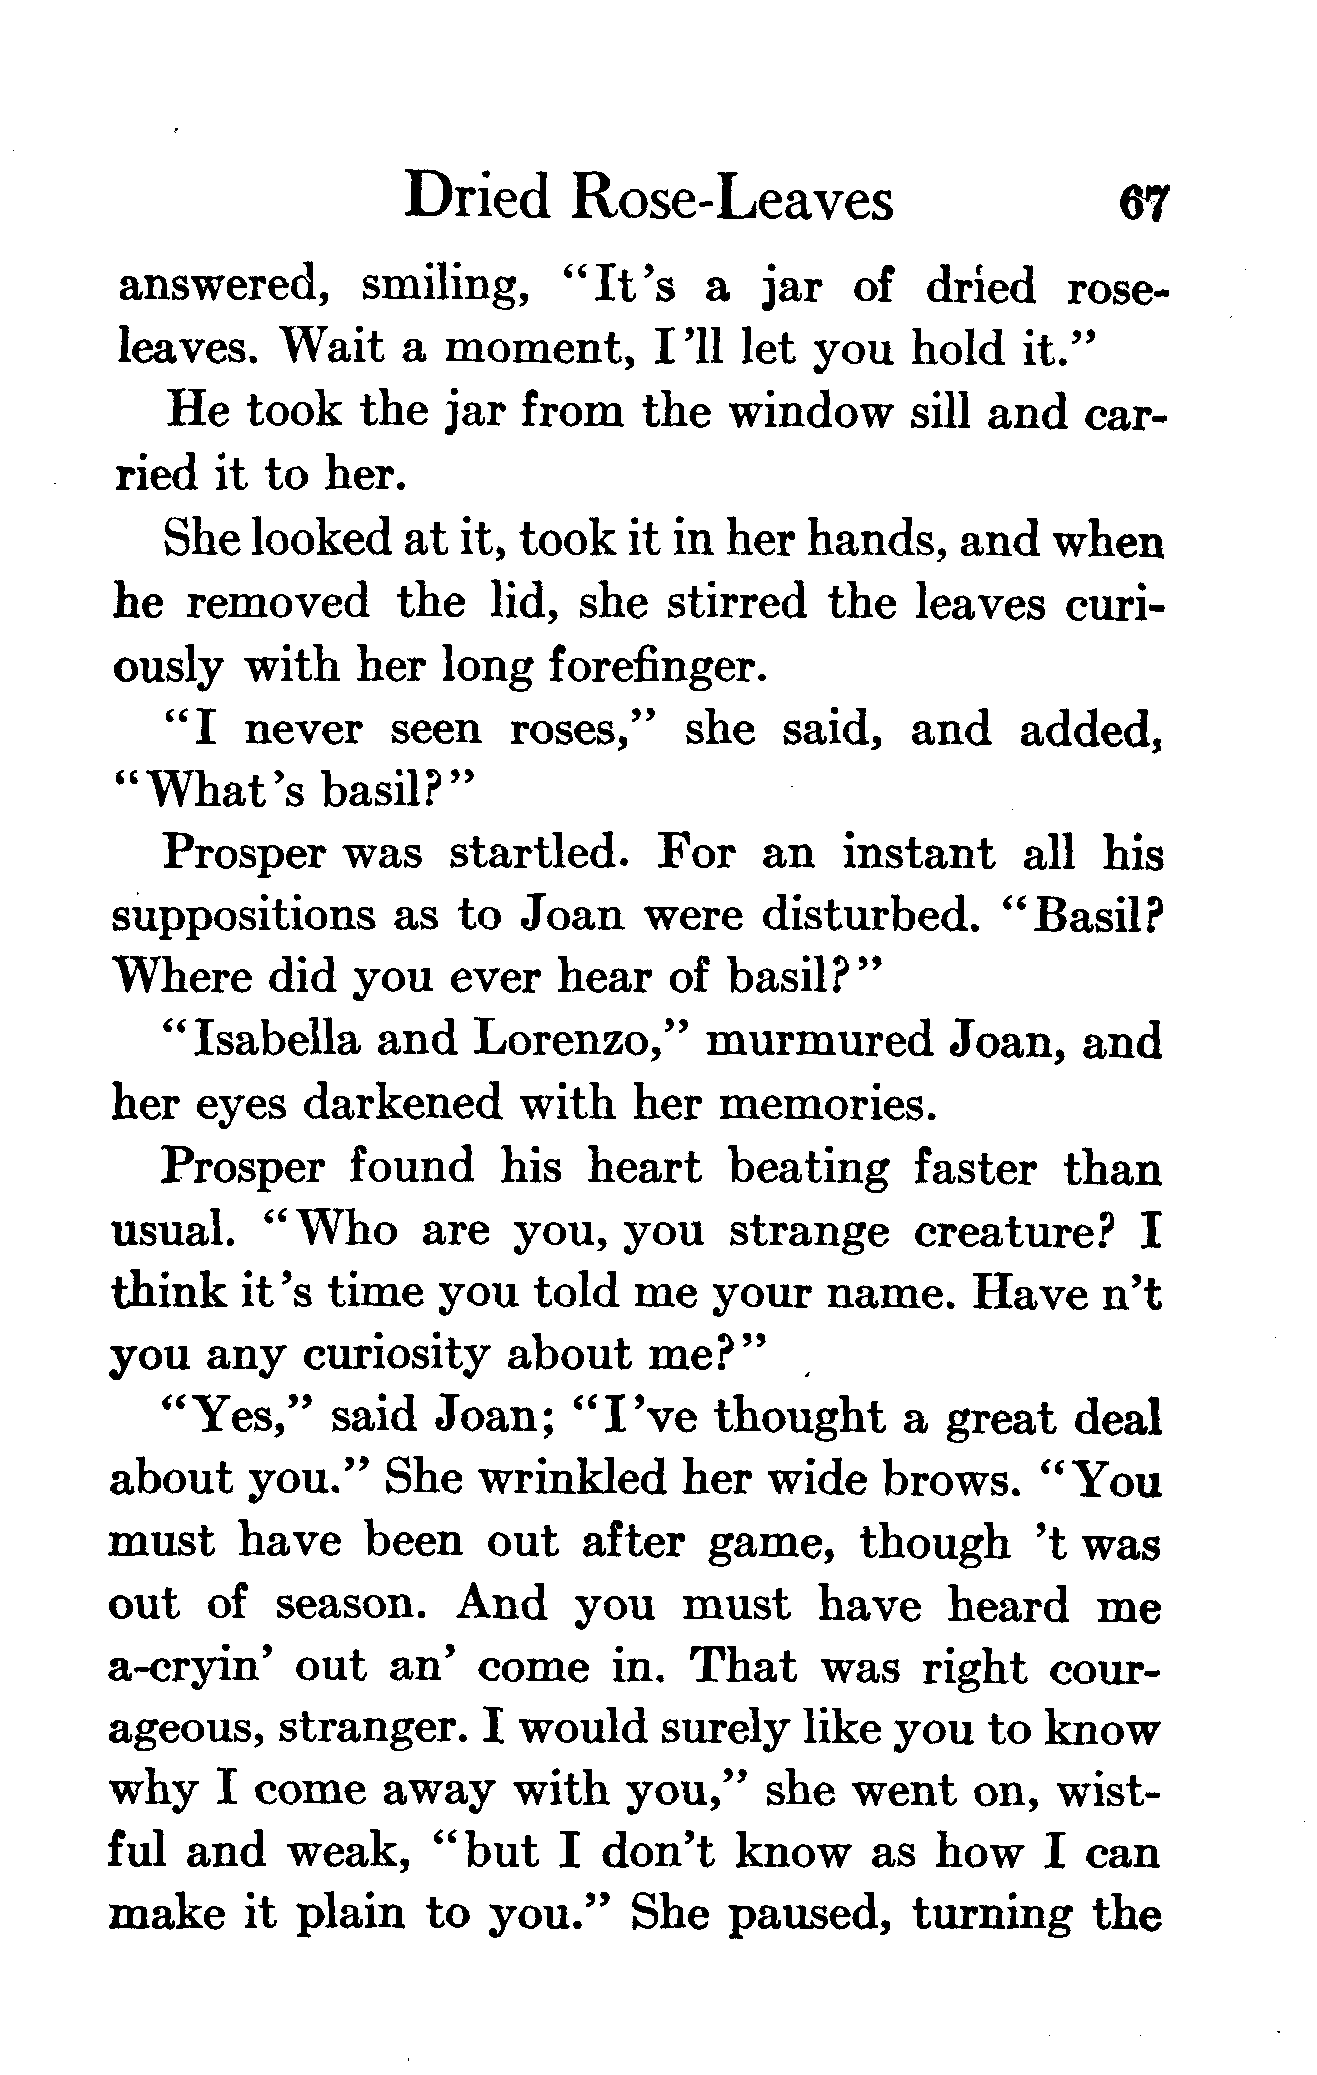 Dried Rose-Leaves 67
answered, smiling, "It's a jar of dried rose-
leaves. Wait a moment, I'll let you hold it."
He took the jar from the window sill and car-
ried it to her.
She looked at it, took it in her hands, and when
he removed the lid, she stirred the leaves curi-
ously with her long forefinger.
"I never seen roses," she said, and added,
"What's basil?"
Prosper was startled. For an instant all his
suppositions as to Joan were disturbed. "Basil?
Where did you ever hear of basil?"
"Isabella and Lorenzo," murmured Joan, and
her eyes darkened with her memories.
Prosper found his heart beating faster than
usual. "Who are you, you strange creature? I
think it's time you told me your name. Have n't
you any curiosity about me?"
"Yes," said Joan; "I've thought a great deal
about you." She wrinkled her wide brows. "You
must have been out after game, though 't was
out of season. And you must have heard me
a-cryin' out an' come in. That was right cour-
ageous, stranger. I would surely like you to know
why I come away with you," she went on, wist-
ful and weak, "but I don't know as how I can
make it plain to you." She paused, turning the